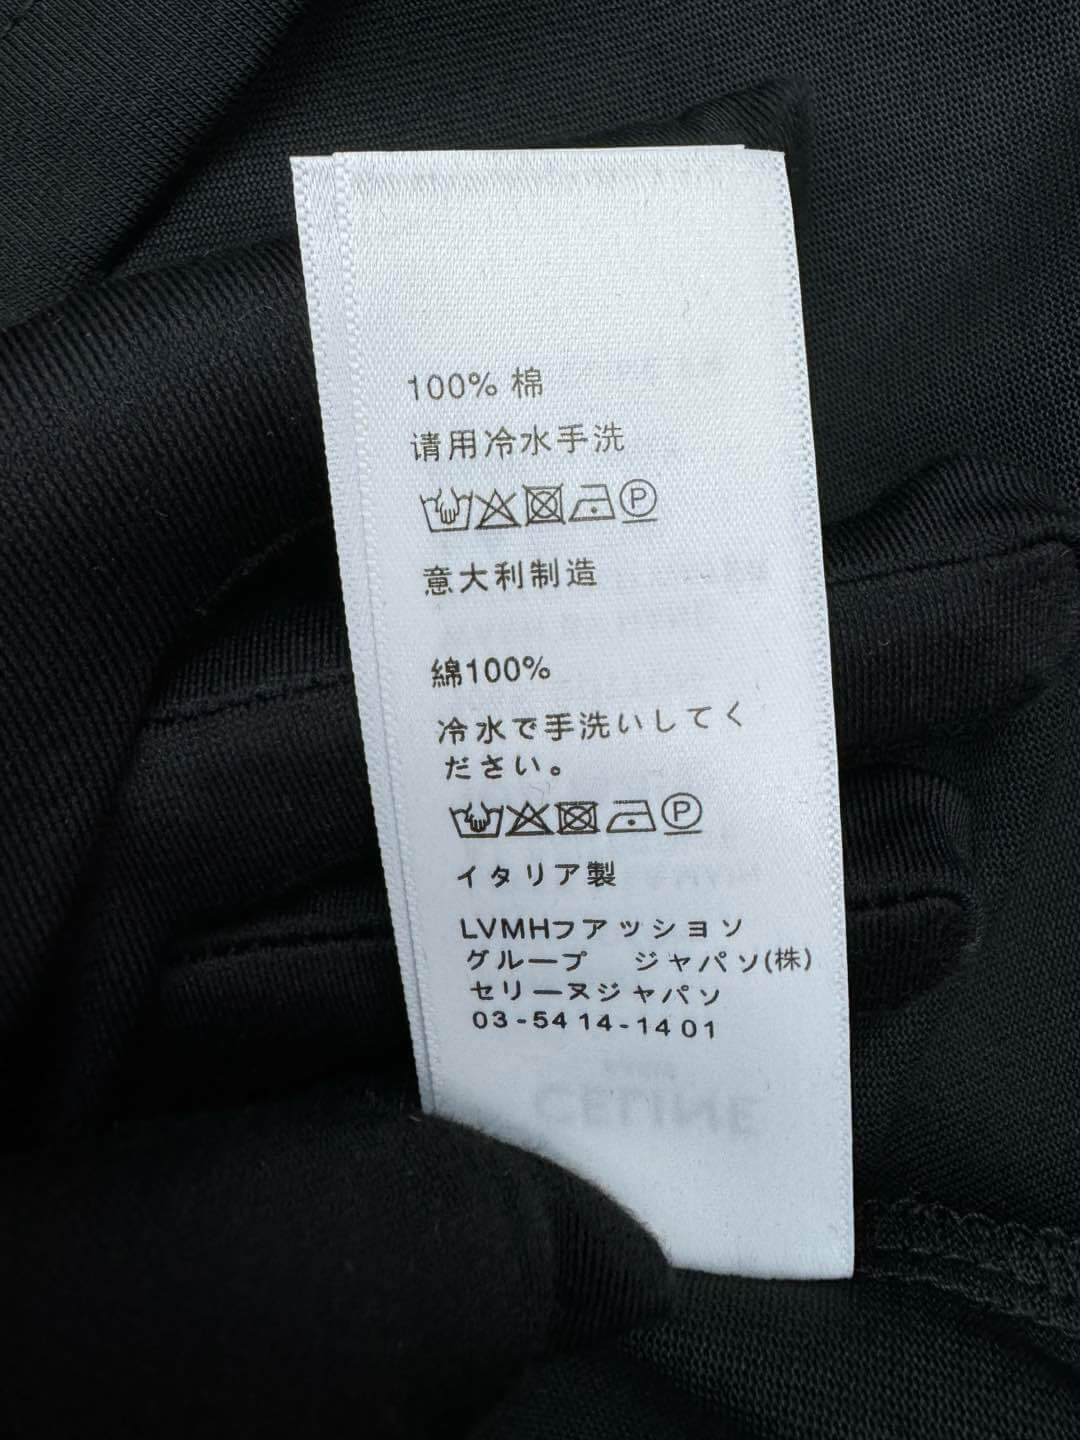 100% 棉
请用冷水手洗
P
意大利制造
綿100%
冷水で手洗いしてく
ださい。
P
イタリア製
LVMHフアッショソ
グループ ジャパソ(株)
セリーヌジャパソ
03-5414-1401
CELINE